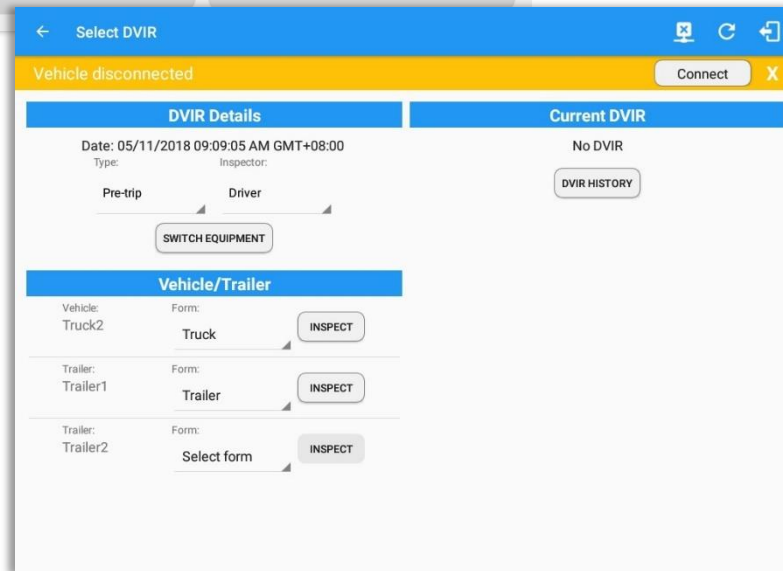 Select DVIR
Vehicle disconnected
Connect
X
DVIR Details
Date: 05/11/2018 09:09:05 AM GMT+08:00
Type: Inspector:
Pre-trip Driver
SWITCH EQUIPMENT
Vehicle/Trailer
Vehicle: Form:
Truck2 Truck INSPECT
Trailer: Form:
Trailer1 Trailer INSPECT
Trailer: Form:
Trailer2 Select form INSPECT
Current DVIR
No DVIR
DVIR HISTORY